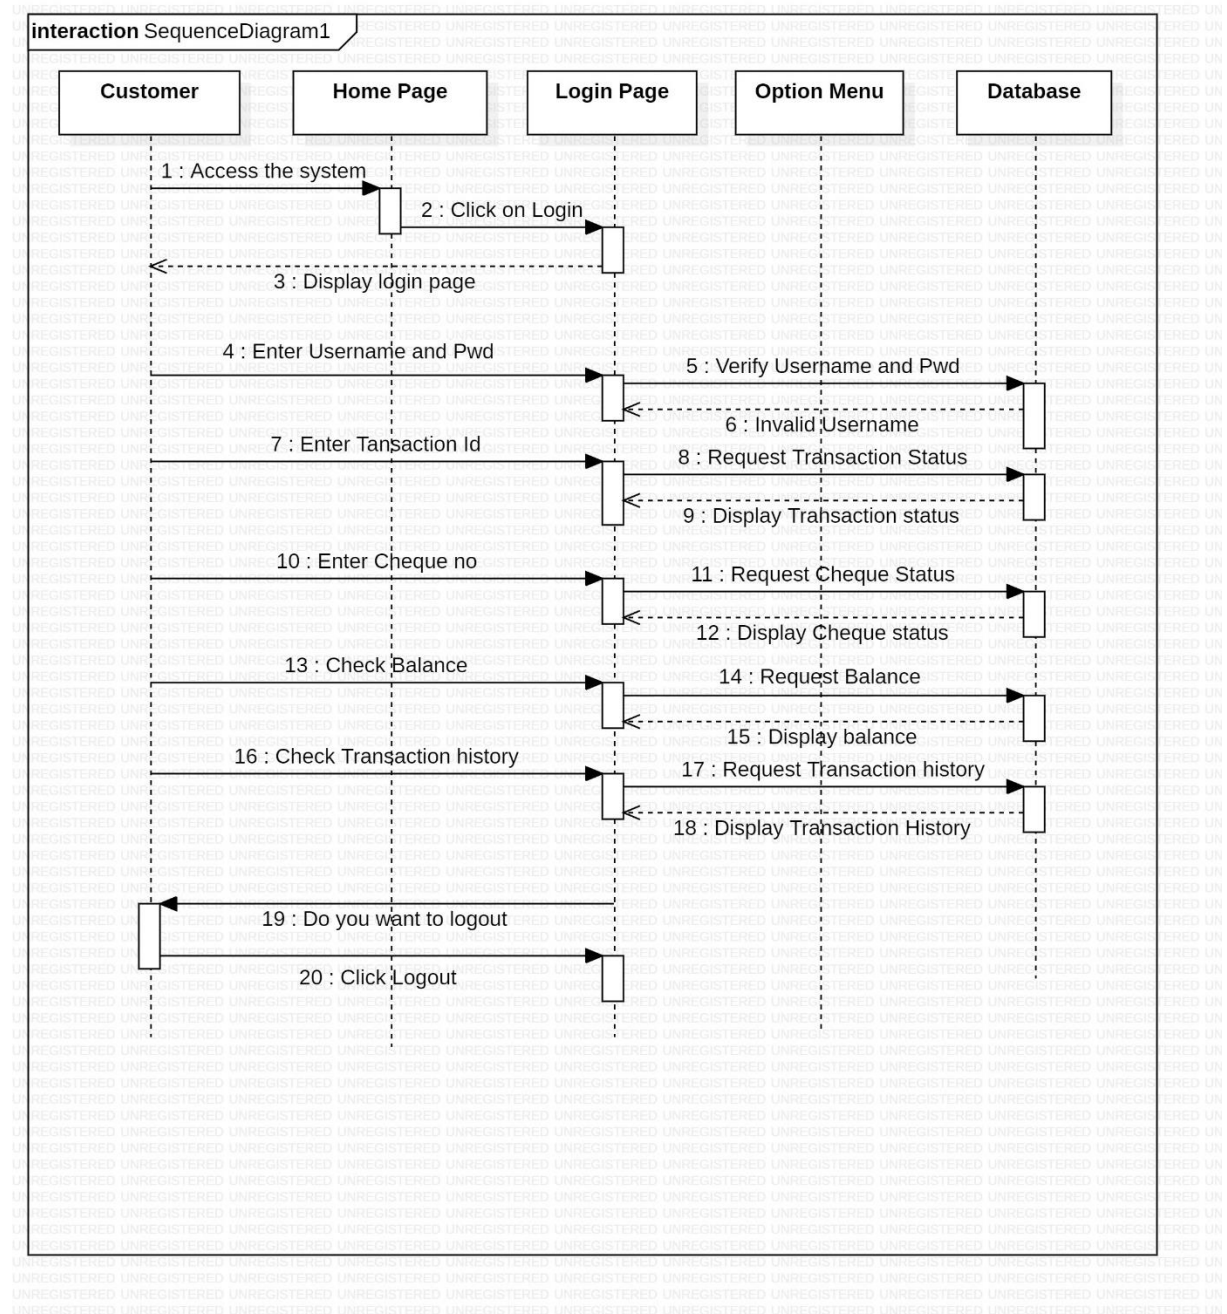 interaction SequenceDiagram1
Customer
Home Page
Login Page
Option Menu
Database
1 : Access the system
2 : Click on Login
3 : Display login page
4 : Enter Username and Pwd
5 : Verify Username and Pwd
6 : Invalid Username
7 : Enter Tansaction Id
8 : Request Transaction Status
9 : Display Transaction status
10 : Enter Cheque no
11 : Request Cheque Status
12 : Display Cheque status
13 : Check Balance
14 : Request Balance
15 : Display balance
16 : Check Transaction history
17 : Request Transaction history
18 : Display Transaction History
19 : Do you want to logout
20 : Click Logout
UNREGISTERED